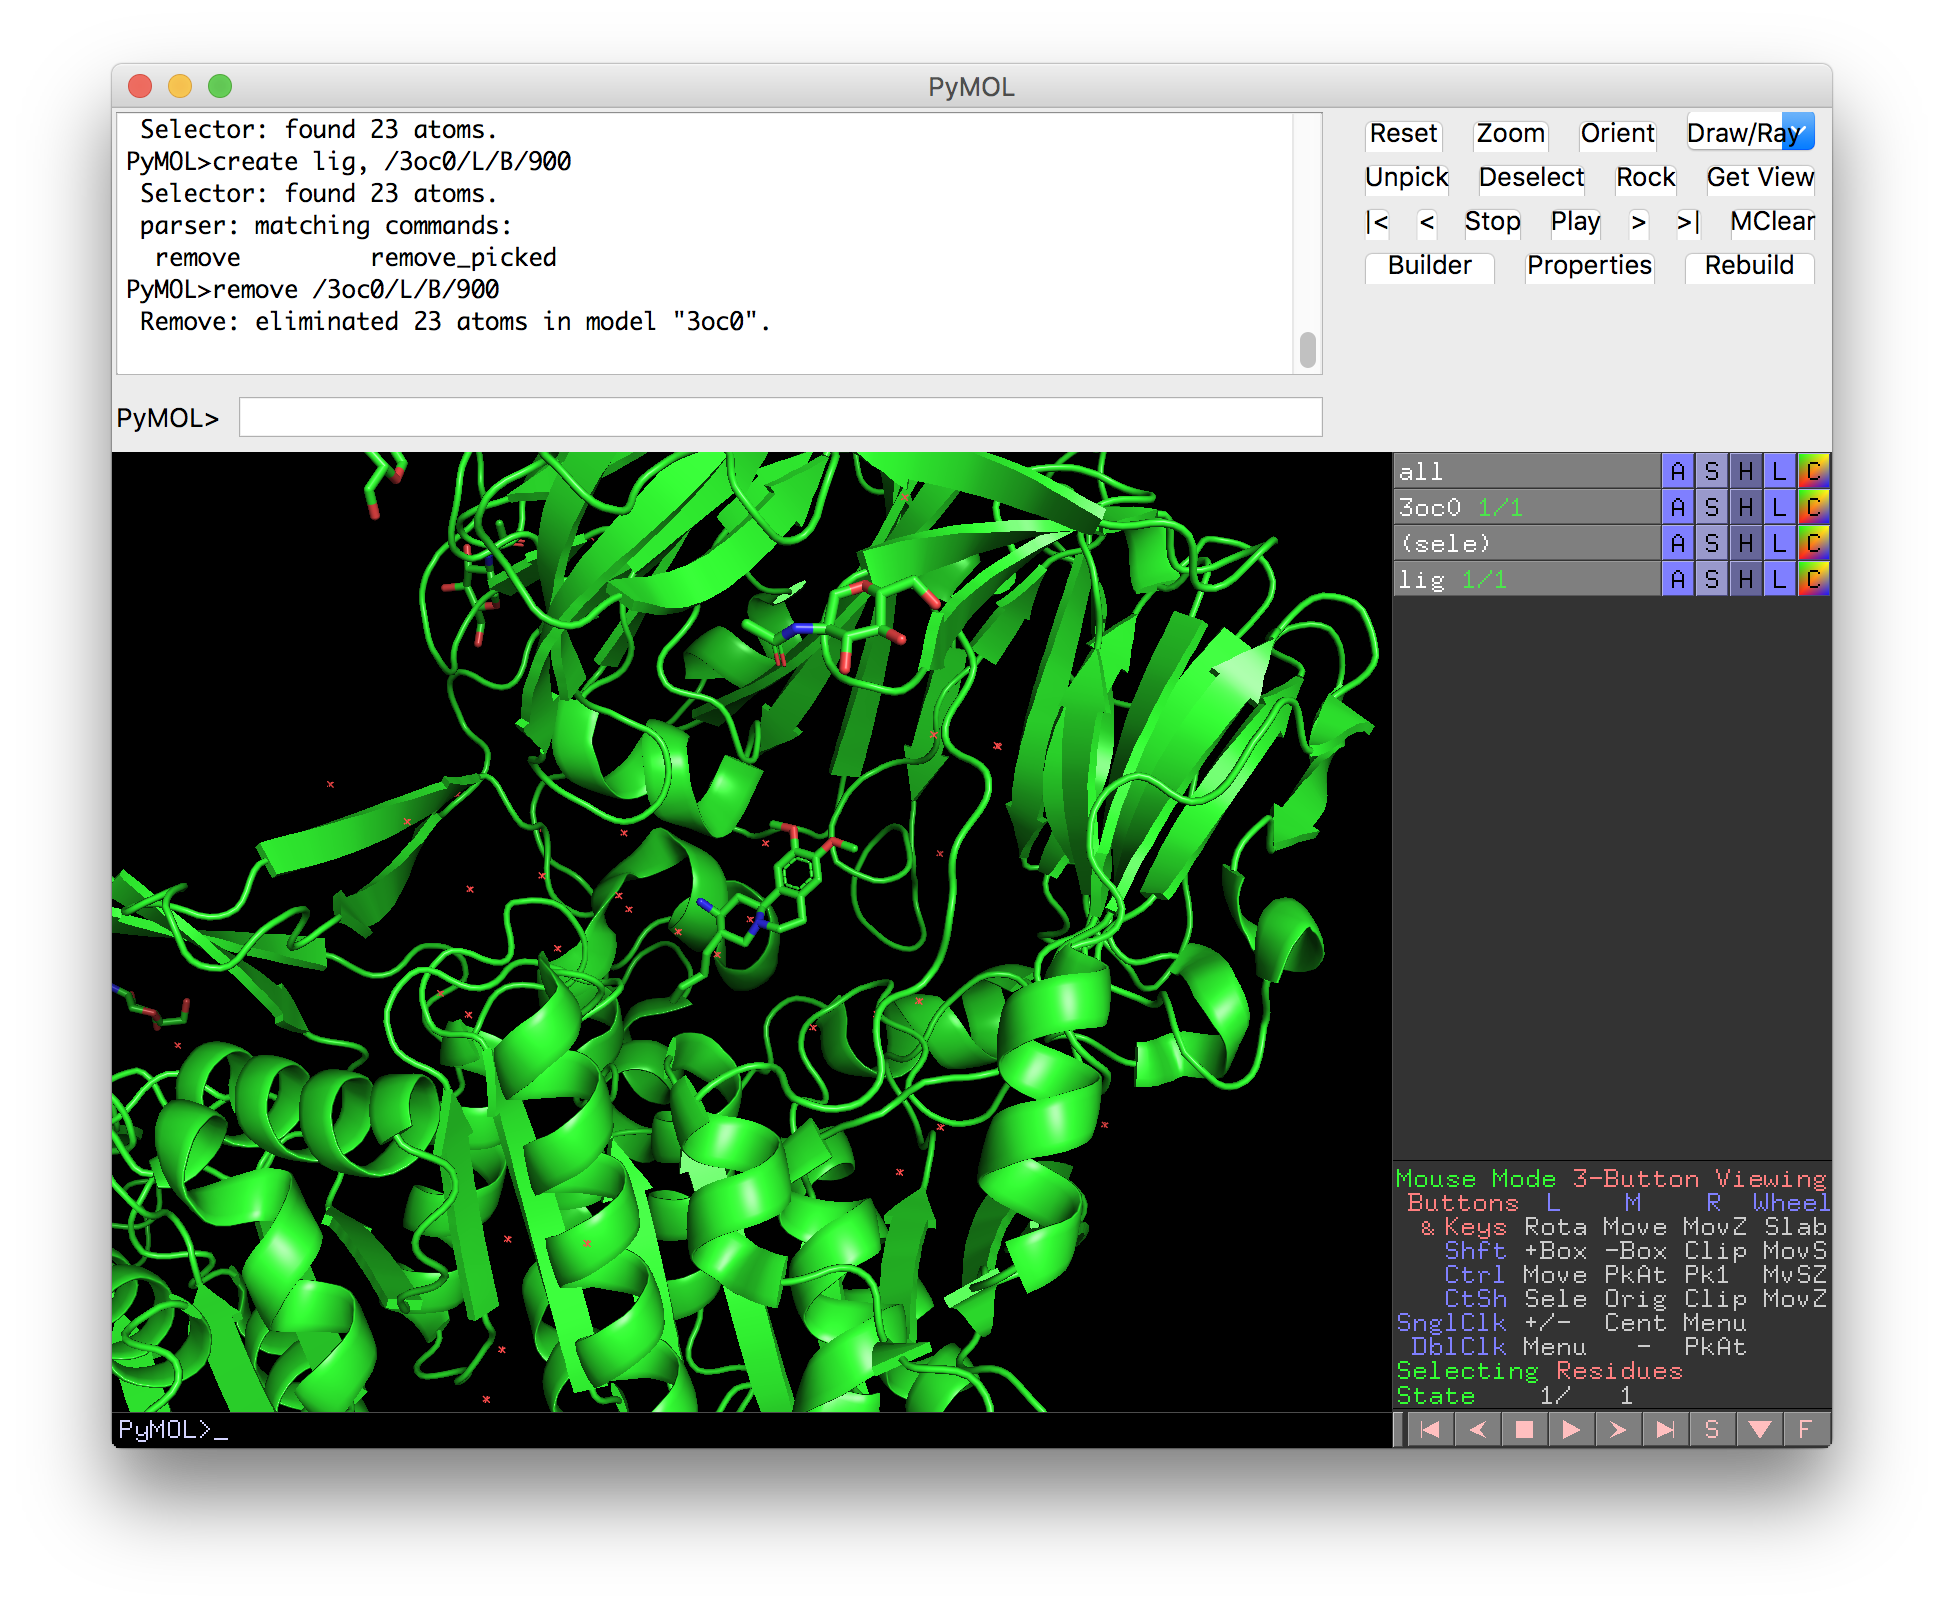 PyMOL
Selector: found 23 atoms.
PyMOL>create lig, /3oc0/L/B/900
Selector: found 23 atoms.
parser: matching commands:
remove remove_picked
PyMOL>remove /3oc0/L/B/900
Remove: eliminated 23 atoms in model "3oc0".
PyMOL>
Reset Zoom Orient Draw/Ray
Unpick Deselect Rock Get View
|< < Stop Play > >| MClear
Builder Properties Rebuild
all A S H L C
3oc0 1/1 A S H L C
(sele) A S H L C
lig 1/1 A S H L C
Mouse Mode 3-Button Viewing
Buttons L M R Wheel
& Keys Rota Move MovZ Slab
Shft +Box -Box Clip MovS
Ctrl Move PkAt Pk1 MvSZ
CtSh Sele Orig Clip MovZ
SnglClk +/- Cent Menu
DblClk Menu - PkAt
Selecting Residues
State 1/ 1
PyMOL>_
S F